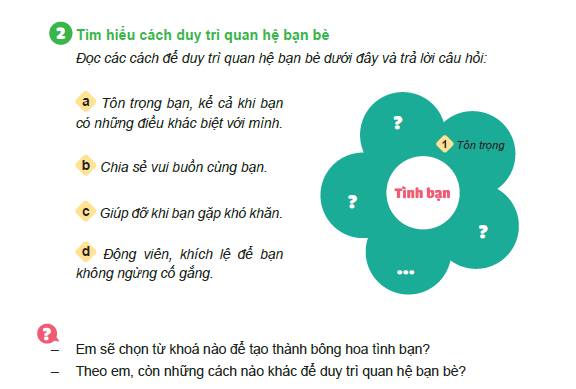 2 Tìm hiểu cách duy trì quan hệ bạn bè
Đọc các cách để duy trì quan hệ bạn bè dưới đây và trả lời câu hỏi:
a Tôn trọng bạn, kể cả khi bạn
có những điều khác biệt với mình.
b Chia sẻ vui buồn cùng bạn.
c Giúp đỡ khi bạn gặp khó khăn.
d Động viên, khích lệ để bạn
không ngừng cố gắng.
?
1 Tôn trọng
Tình bạn
?
?
...
?
– Em sẽ chọn từ khoá nào để tạo thành bông hoa tình bạn?
– Theo em, còn những cách nào khác để duy trì quan hệ bạn bè?